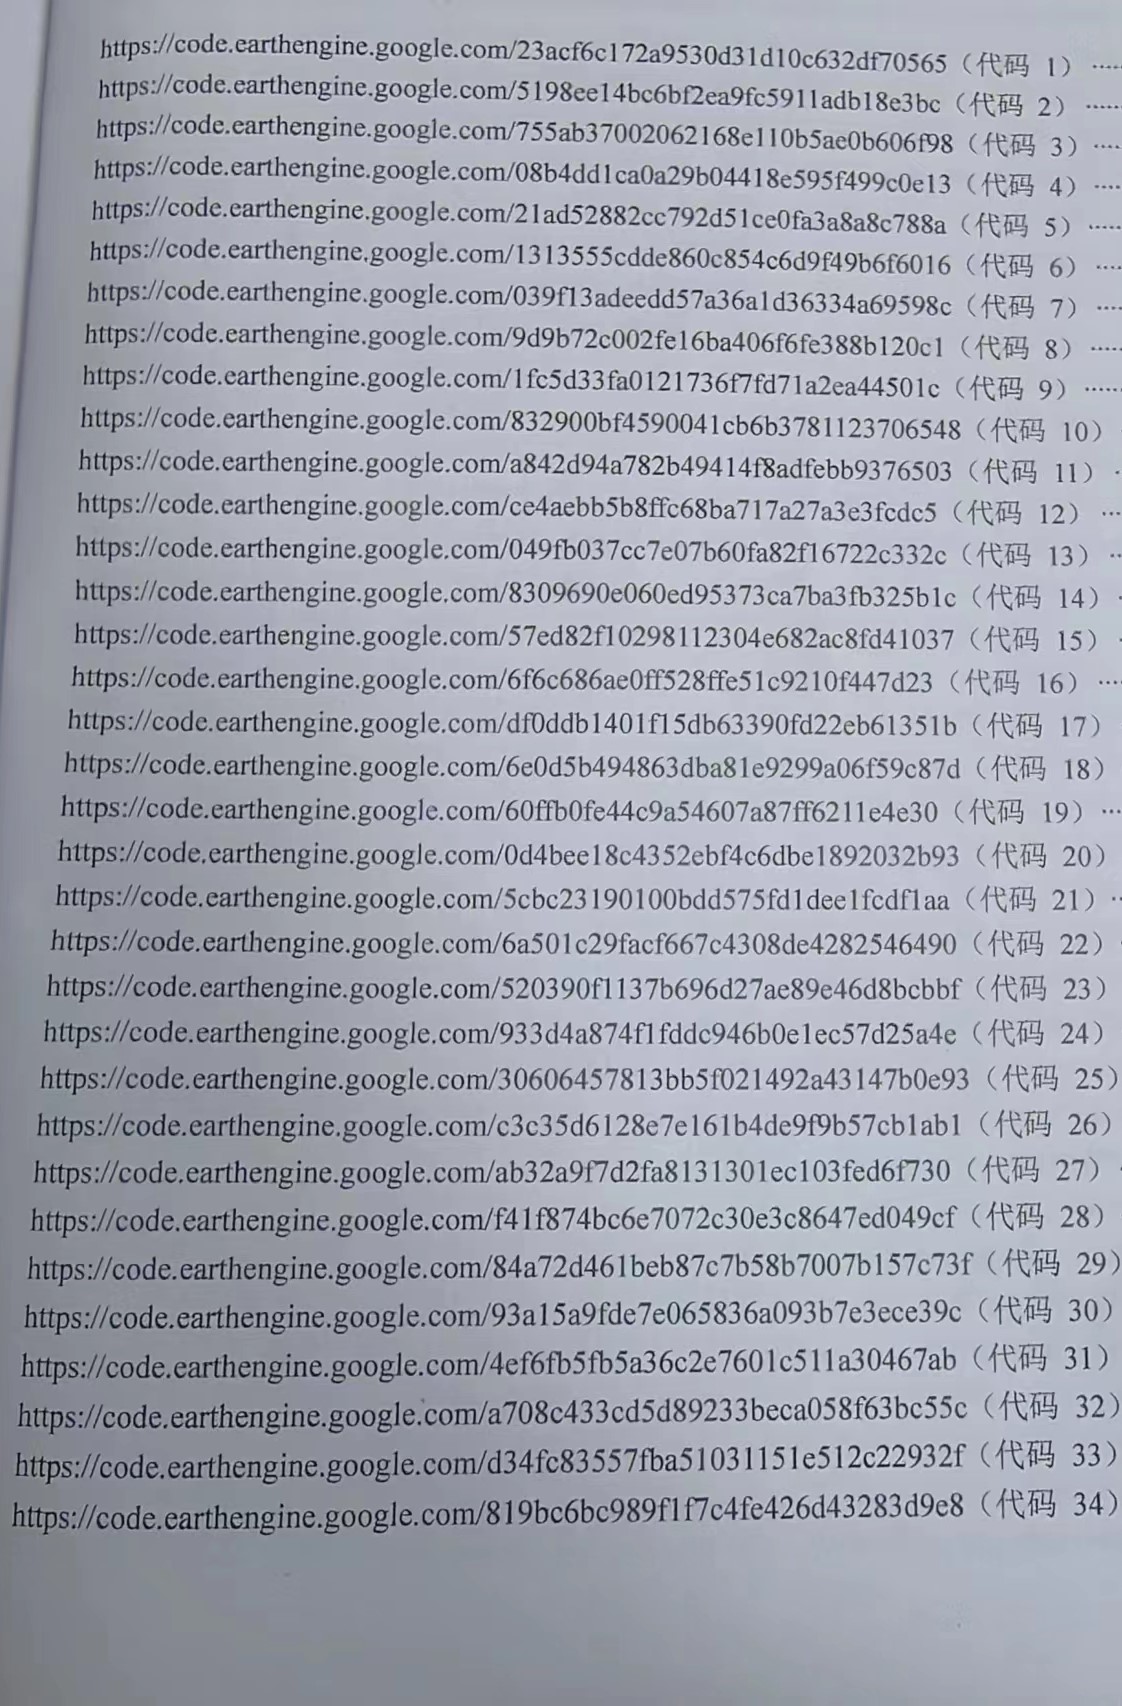 https://code.earthengine.google.com/23acf6c172a9530d31d10c632df70565（代码 1）·····
https://code.earthengine.google.com/5198ee14bc6bf2ea9fc5911adb18e3bc（代码 2）······
https://code.earthengine.google.com/755ab37002062168e110b5ae0b606f98（代码 3）····
https://code.earthengine.google.com/08b4dd1ca0a29b04418e595f499c0e13（代码 4）····
https://code.earthengine.google.com/21ad52882cc792d51ce0fa3a8a8c788a（代码 5）·····
https://code.earthengine.google.com/1313555cdde860c854c6d9f49b6f6016（代码 6）····
https://code.earthengine.google.com/039f13adeedd57a36a1d36334a69598c（代码 7）····
https://code.earthengine.google.com/9d9b72c002fe16ba406f6fe388b120c1（代码 8）·····
https://code.earthengine.google.com/1fc5d33fa0121736f7fd71a2ea44501c（代码 9）······
https://code.earthengine.google.com/832900bf4590041cb6b3781123706548（代码 10）·
https://code.earthengine.google.com/a842d94a782b49414f8adfebb9376503（代码 11）·
https://code.earthengine.google.com/ce4aebb5b8ffc68ba717a27a3e3fcdc5（代码 12）···
https://code.earthengine.google.com/049fb037cc7e07b60fa82f16722c332c（代码 13）··
https://code.earthengine.google.com/8309690e060ed95373ca7ba3fb325b1c（代码 14）·
https://code.earthengine.google.com/57ed82f10298112304e682ac8fd41037（代码 15）·
https://code.earthengine.google.com/6f6c686ae0ff528ffe51c9210f447d23（代码 16）····
https://code.earthengine.google.com/df0ddb1401f15db63390fd22eb61351b（代码 17）
https://code.earthengine.google.com/6e0d5b494863dba81e9299a06f59c87d（代码 18）
https://code.earthengine.google.com/60ffb0fe44c9a54607a87ff6211e4e30（代码 19）···
https://code.earthengine.google.com/0d4bee18c4352ebf4c6dbe1892032b93（代码 20）
https://code.earthengine.google.com/5cbc23190100bdd575fd1dee1fcdf1aa（代码 21）··
https://code.earthengine.google.com/6a501c29facf667c4308de4282546490（代码 22）
https://code.earthengine.google.com/520390f1137b696d27ae89e46d8bcbbf（代码 23）
https://code.earthengine.google.com/933d4a874f1fddc946b0e1ec57d25a4e（代码 24）
https://code.earthengine.google.com/30606457813bb5f021492a43147b0e93（代码 25）
https://code.earthengine.google.com/c3c35d6128e7e161b4de9f9b57cb1ab1（代码 26）
https://code.earthengine.google.com/ab32a9f7d2fa8131301ec103fed6f730（代码 27）·
https://code.earthengine.google.com/f41f874bc6e7072c30e3c8647ed049cf（代码 28）
https://code.earthengine.google.com/84a72d461beb87c7b58b7007b157c73f（代码 29）
https://code.earthengine.google.com/93a15a9fde7e065836a093b7e3ece39c（代码 30）
https://code.earthengine.google.com/4ef6fb5fb5a36c2e7601c511a30467ab（代码 31）
https://code.earthengine.google.com/a708c433cd5d89233beca058f63bc55c（代码 32）
https://code.earthengine.google.com/d34fc83557fba51031151e512c22932f（代码 33）
https://code.earthengine.google.com/819bc6bc989f1f7c4fe426d43283d9e8（代码 34）